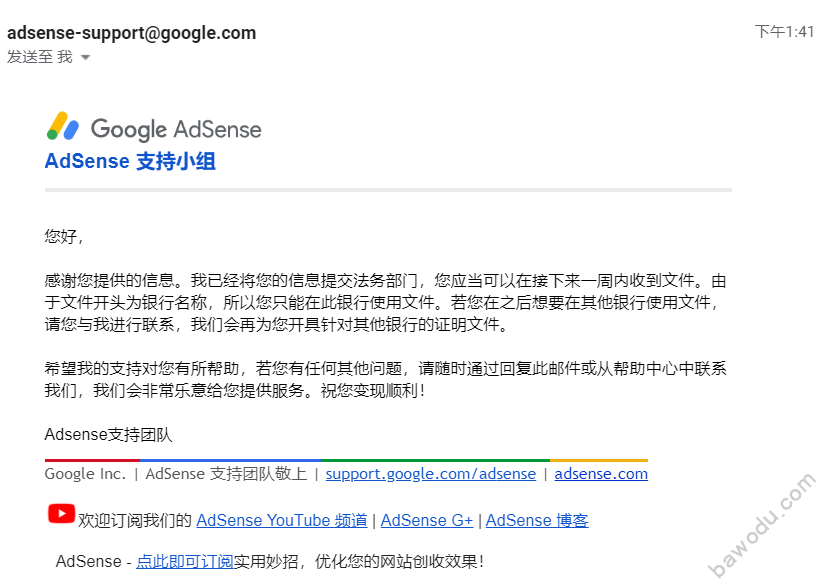 adsense-support@google.com
下午1:41
发送至 我
Google AdSense
AdSense 支持小组
您好，
感谢您提供的信息。我已经将您的信息提交法务部门，您应当可以在接下来一周内收到文件。由
于文件开头为银行名称，所以您只能在此银行使用文件。若您在之后想要在其他银行使用文件，
请您与我进行联系，我们会再为您开具针对其他银行的证明文件。
希望我的支持对您有所帮助，若您有任何其他问题，请随时通过回复此邮件或从帮助中心中联系
我们，我们会非常乐意给您提供服务。祝您变现顺利！
Adsense支持团队
Google Inc. | AdSense 支持团队敬上 | support.google.com/adsense | adsense.com
欢迎订阅我们的 AdSense YouTube 频道 | AdSense G+ | AdSense 博客
AdSense - 点此即可订阅实用妙招，优化您的网站创收效果！
bawodu.com